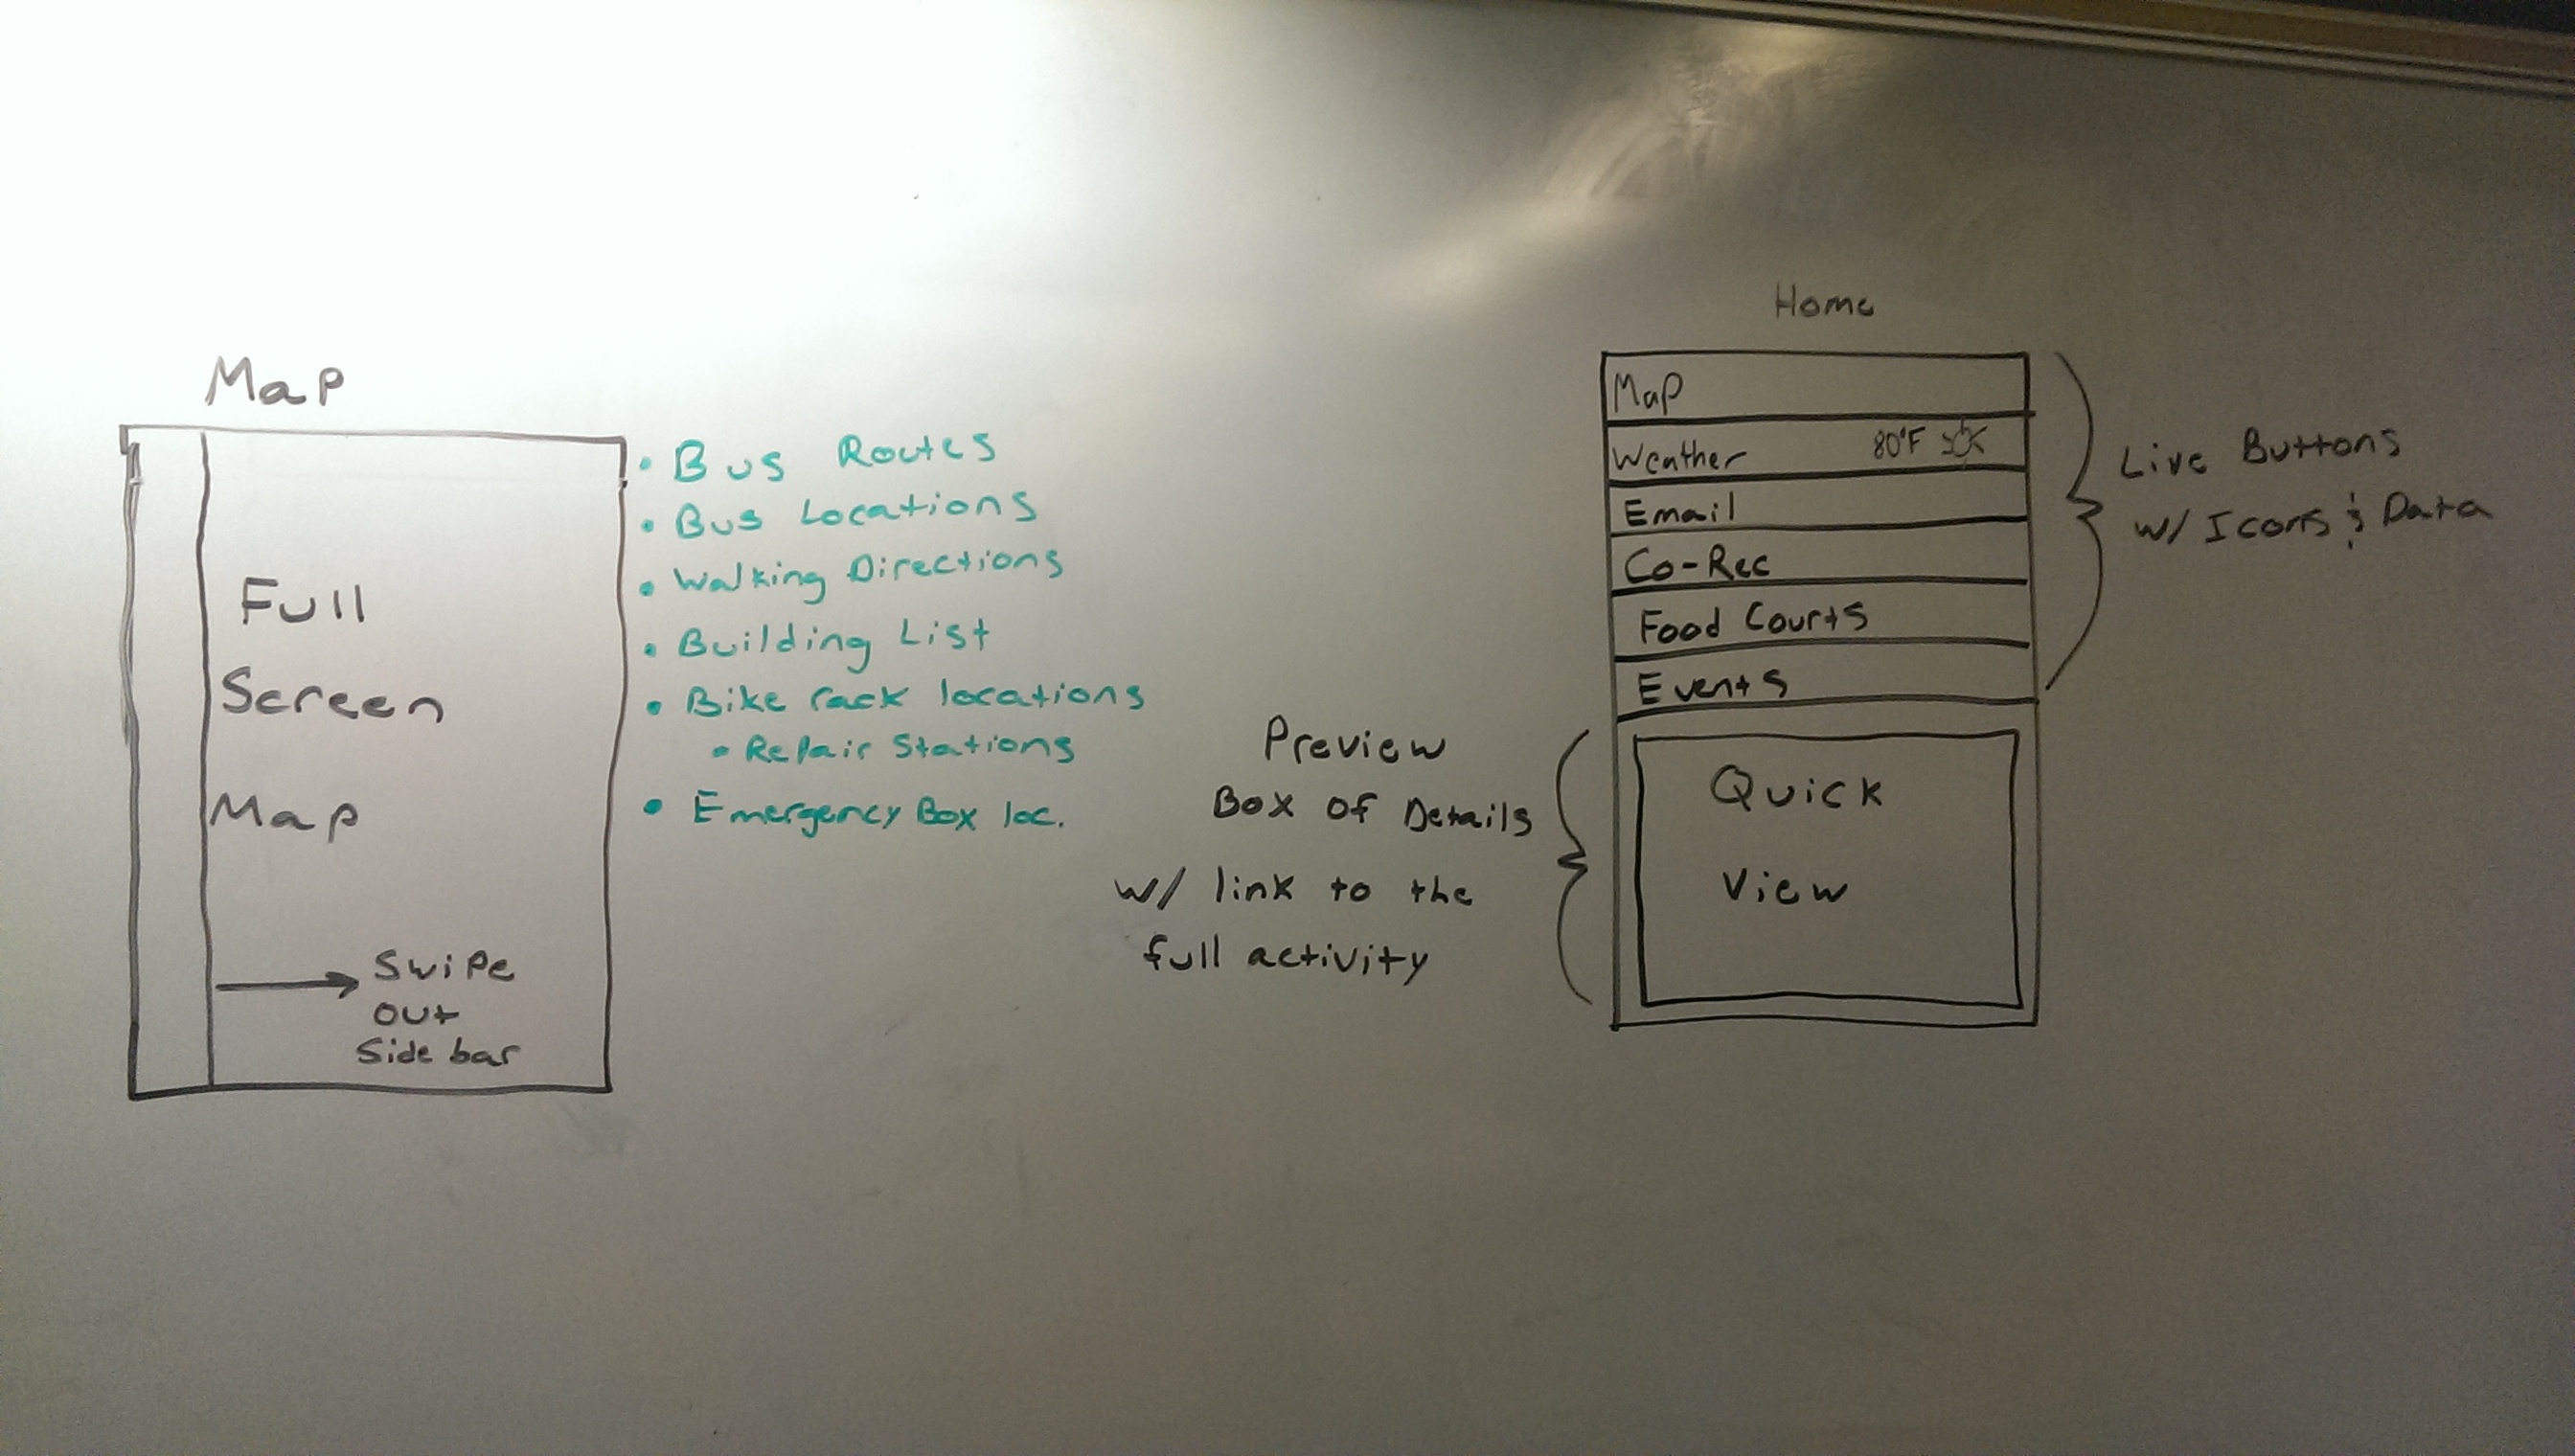 Map
Full
Screen
Map
Swipe
out
Side bar
• Bus Routes
• Bus Locations
• Walking Directions
• Building List
• Bike rack locations
• Repair Stations
• Emergency Box loc.
Home
Map
Weather 80°F
Email
Co-Rec
Food Courts
Events
Quick
View
Live Buttons
w/ Icons & Data
Preview
Box of Details
w/ link to the
full activity